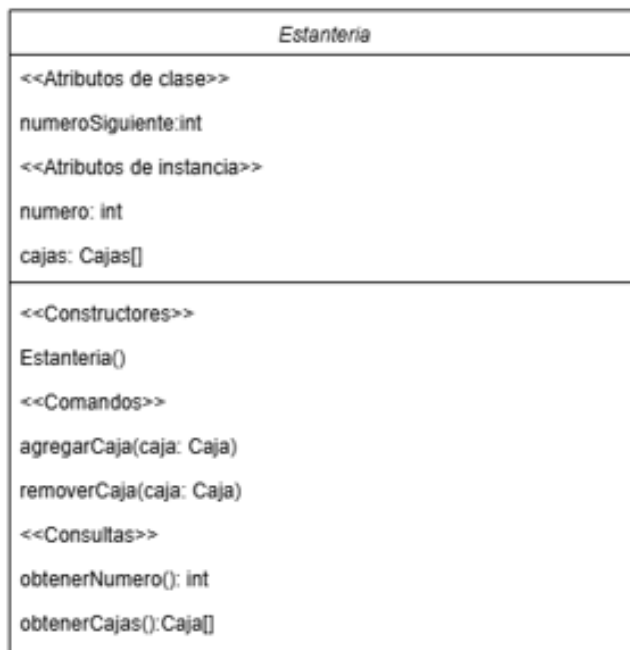 Estanteria
<<Atributos de clase>>
numeroSiguiente:int
<<Atributos de instancia>>
numero: int
cajas: Cajas[]
<<Constructores>>
Estanteria()
<<Comandos>>
agregarCaja(caja: Caja)
removerCaja(caja: Caja)
<<Consultas>>
obtenerNumero(): int
obtenerCajas():Caja[]